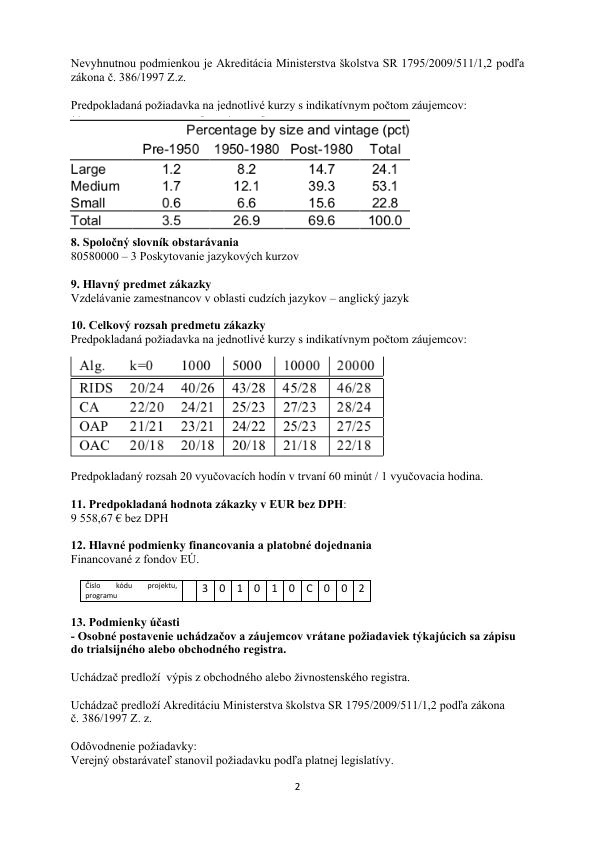 Nevyhnutnou podmienkou je Akreditácia Ministerstva školstva SR 1795/2009/511/1,2 podľa
zákona č. 386/1997 Z.z.
Predpokladaná požiadavka na jednotlivé kurzy s indikatívnym počtom záujemcov:
Percentage by size and vintage (pct)
Pre-1950 1950-1980 Post-1980 Total
Large 1.2 8.2 14.7 24.1
Medium 1.7 12.1 39.3 53.1
Small 0.6 6.6 15.6 22.8
Total 3.5 26.9 69.6 100.0
8. Spoločný slovník obstarávania
80580000 – 3 Poskytovanie jazykových kurzov
9. Hlavný predmet zákazky
Vzdelávanie zamestnancov v oblasti cudzích jazykov – anglický jazyk
10. Celkový rozsah predmetu zákazky
Predpokladaná požiadavka na jednotlivé kurzy s indikatívnym počtom záujemcov:
Alg. k=0 1000 5000 10000 20000
RIDS 20/24 40/26 43/28 45/28 46/28
CA 22/20 24/21 25/23 27/23 28/24
OAP 21/21 23/21 24/22 25/23 27/25
OAC 20/18 20/18 20/18 21/18 22/18
Predpokladaný rozsah 20 vyučovacích hodín v trvaní 60 minút / 1 vyučovacia hodina.
11. Predpokladaná hodnota zákazky v EUR bez DPH:
9 558,67 € bez DPH
12. Hlavné podmienky financovania a platobné dojednania
Financované z fondov EÚ.
Číslo kódu projektu, 3 0 1 0 1 0 C 0 0 2
programu
13. Podmienky účasti
- Osobné postavenie uchádzačov a záujemcov vrátane požiadaviek týkajúcich sa zápisu
do trialsijného alebo obchodného registra.
Uchádzač predloží výpis z obchodného alebo živnostenského registra.
Uchádzač predloží Akreditáciu Ministerstva školstva SR 1795/2009/511/1,2 podľa zákona
č. 386/1997 Z. z.
Odôvodnenie požiadavky:
Verejný obstarávateľ stanovil požiadavku podľa platnej legislatívy.
2